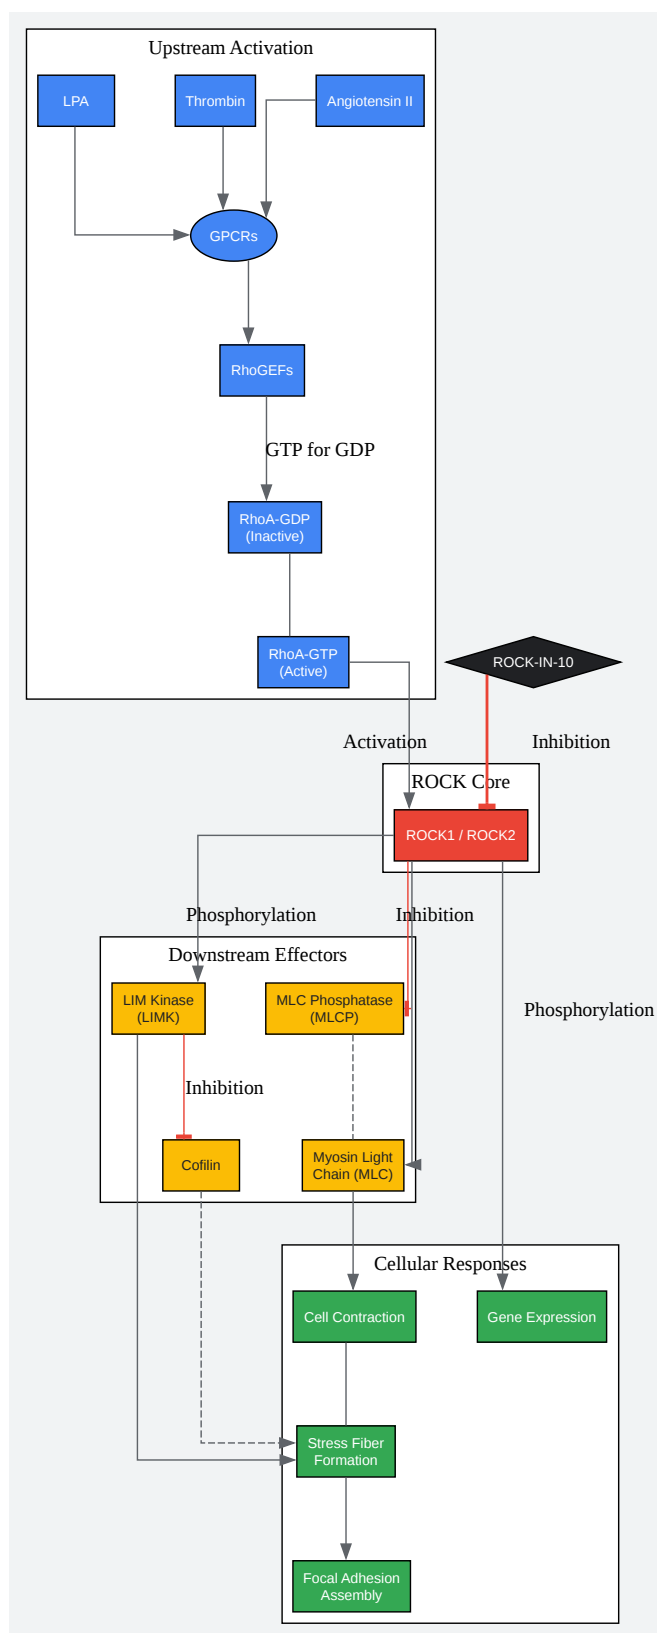 Upstream Activation
LPA
Thrombin
Angiotensin II
GPCRs
RhoGEFs
GTP for GDP
RhoA-GDP
(Inactive)
RhoA-GTP
(Active)
ROCK-IN-10
Activation
Inhibition
ROCK Core
ROCK1 / ROCK2
Phosphorylation
Inhibition
Downstream Effectors
LIM Kinase
(LIMK)
MLC Phosphatase
(MLCP)
Phosphorylation
Inhibition
Cofilin
Myosin Light
Chain (MLC)
Cellular Responses
Cell Contraction
Gene Expression
Stress Fiber
Formation
Focal Adhesion
Assembly